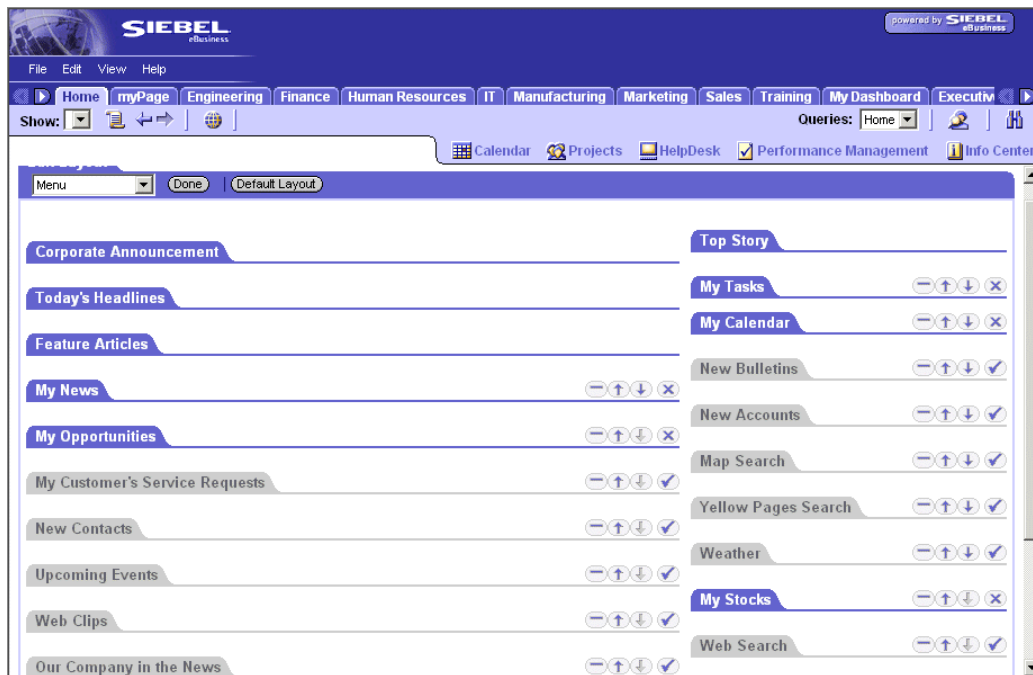 SIEBEL
eBusiness
powered by SIEBEL
eBusiness
File Edit View Help
Home myPage Engineering Finance Human Resources IT Manufacturing Marketing Sales Training My Dashboard Executiv
Show: Queries: Home
Calendar Projects HelpDesk Performance Management Info Center
Menu Done | Default Layout
Corporate Announcement
Today's Headlines
Feature Articles
My News
My Opportunities
My Customer's Service Requests
New Contacts
Upcoming Events
Web Clips
Our Company in the News
Top Story
My Tasks
My Calendar
New Bulletins
New Accounts
Map Search
Yellow Pages Search
Weather
My Stocks
Web Search